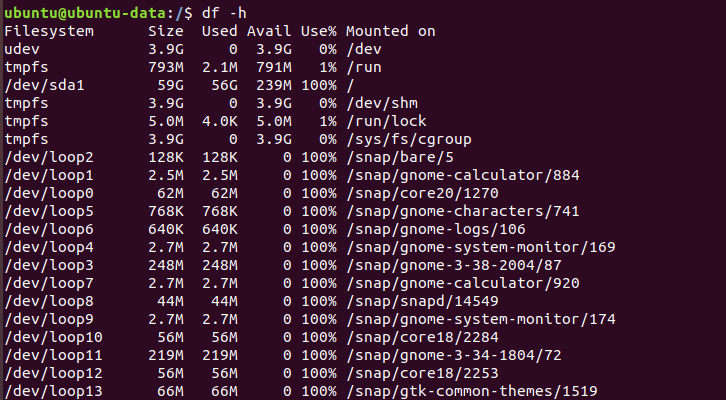 ubuntu@ubuntu-data:/$ df -h
Filesystem      Size  Used Avail Use% Mounted on
udev            3.9G     0  3.9G   0% /dev
tmpfs           793M  2.1M  791M   1% /run
/dev/sda1        59G   56G  239M 100% /
tmpfs           3.9G     0  3.9G   0% /dev/shm
tmpfs           5.0M  4.0K  5.0M   1% /run/lock
tmpfs           3.9G     0  3.9G   0% /sys/fs/cgroup
/dev/loop2      128K  128K     0 100% /snap/bare/5
/dev/loop1      2.5M  2.5M     0 100% /snap/gnome-calculator/884
/dev/loop0       62M   62M     0 100% /snap/core20/1270
/dev/loop5      768K  768K     0 100% /snap/gnome-characters/741
/dev/loop6      640K  640K     0 100% /snap/gnome-logs/106
/dev/loop4      2.7M  2.7M     0 100% /snap/gnome-system-monitor/169
/dev/loop3      248M  248M     0 100% /snap/gnome-3-38-2004/87
/dev/loop7      2.7M  2.7M     0 100% /snap/gnome-calculator/920
/dev/loop8       44M   44M     0 100% /snap/snapd/14549
/dev/loop9      2.7M  2.7M     0 100% /snap/gnome-system-monitor/174
/dev/loop10      56M   56M     0 100% /snap/core18/2284
/dev/loop11     219M  219M     0 100% /snap/gnome-3-34-1804/72
/dev/loop12      56M   56M     0 100% /snap/core18/2253
/dev/loop13      66M   66M     0 100% /snap/gtk-common-themes/1519